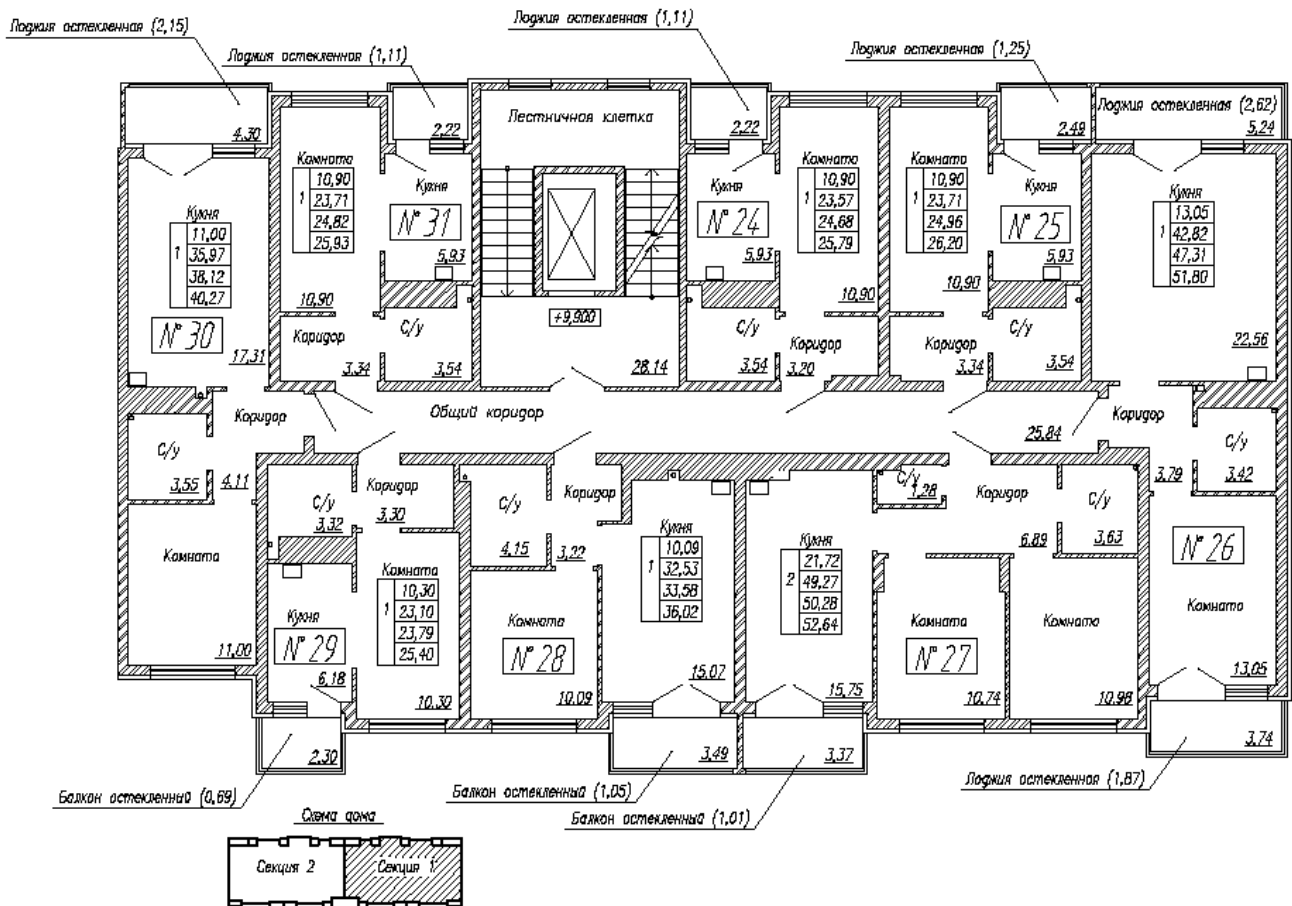 Лоджия остекленная (2,15)
Лоджия остекленная (1,11)
Лоджия остекленная (1,11)
Лоджия остекленная (1,25)
Лоджия остекленная (2,62)
4,30
2,22
Лестничная клетка
2,22
2,49
5,24
Кухня
1
11,00
35,97
38,12
40,27
№ 30
17,31
Комната
1
10,90
23,71
24,82
25,93
10,90
Кухня
№ 31
5,93
Коридор
3,34
С/у
3,54
+9,900
28,14
Кухня
№ 24
5,93
Комната
1
10,90
23,57
24,68
25,79
10,90
С/у
3,54
Коридор
3,20
Комната
1
10,90
23,71
24,96
26,20
10,90
Кухня
№ 25
5,93
Коридор
3,34
С/у
3,54
Кухня
1
13,05
42,82
47,31
51,80
22,56
Коридор
4,11
С/у
3,55
Комната
11,00
Общий коридор
25,84
Коридор
3,79
С/у
3,42
№ 26
Комната
13,05
3,74
С/у
3,32
Коридор
3,30
Кухня
№ 29
6,18
Комната
1
10,30
23,10
23,79
25,40
10,30
2,30
С/у
4,15
Коридор
3,22
Комната
№ 28
10,09
Кухня
1
10,09
32,53
33,58
36,02
15,07
3,49
Кухня
2
21,72
49,27
50,28
52,64
15,75
3,37
С/у
1,28
Коридор
6,89
С/у
3,63
Комната
№ 27
10,74
Комната
10,98
Балкон остекленный (0,69)
Балкон остекленный (1,05)
Балкон остекленный (1,01)
Лоджия остекленная (1,87)
Схема дома
Секция 2
Секция 1